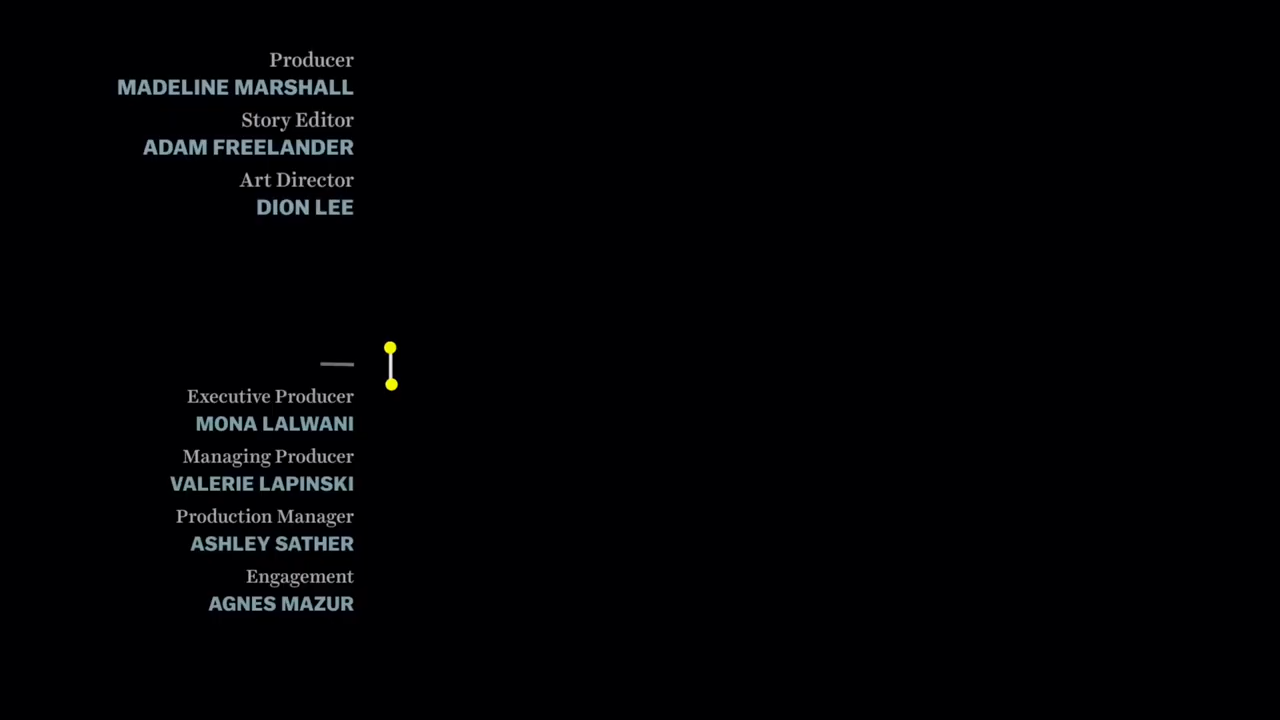 Producer
MADELINE MARSHALL
Story Editor
ADAM FREELANDER
Art Director
DION LEE
Executive Producer
MONA LALWANI
Managing Producer
VALERIE LAPINSKI
Production Manager
ASHLEY SATHER
Engagement
AGNES MAZUR